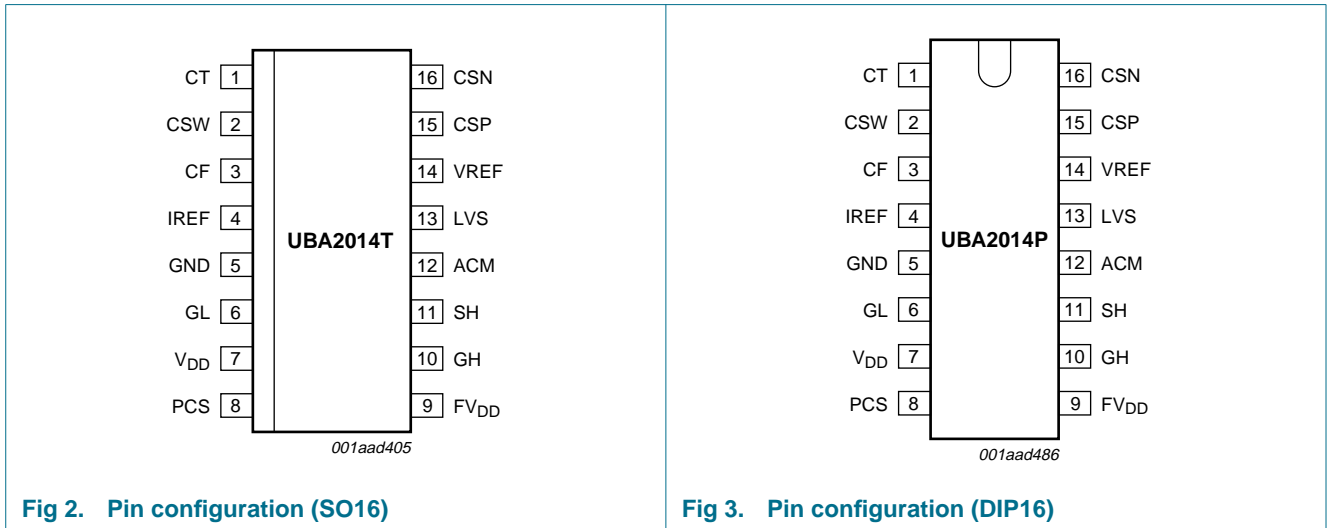 CT 1 16 CSN
CSW 2 15 CSP
CF 3 14 VREF
IREF 4 13 LVS
UBA2014T
GND 5 12 ACM
GL 6 11 SH
VDD 7 10 GH
PCS 8 9 FVDD
001aad405
Fig 2. Pin configuration (SO16)
CT 1 16 CSN
CSW 2 15 CSP
CF 3 14 VREF
IREF 4 13 LVS
UBA2014P
GND 5 12 ACM
GL 6 11 SH
VDD 7 10 GH
PCS 8 9 FVDD
001aad486
Fig 3. Pin configuration (DIP16)